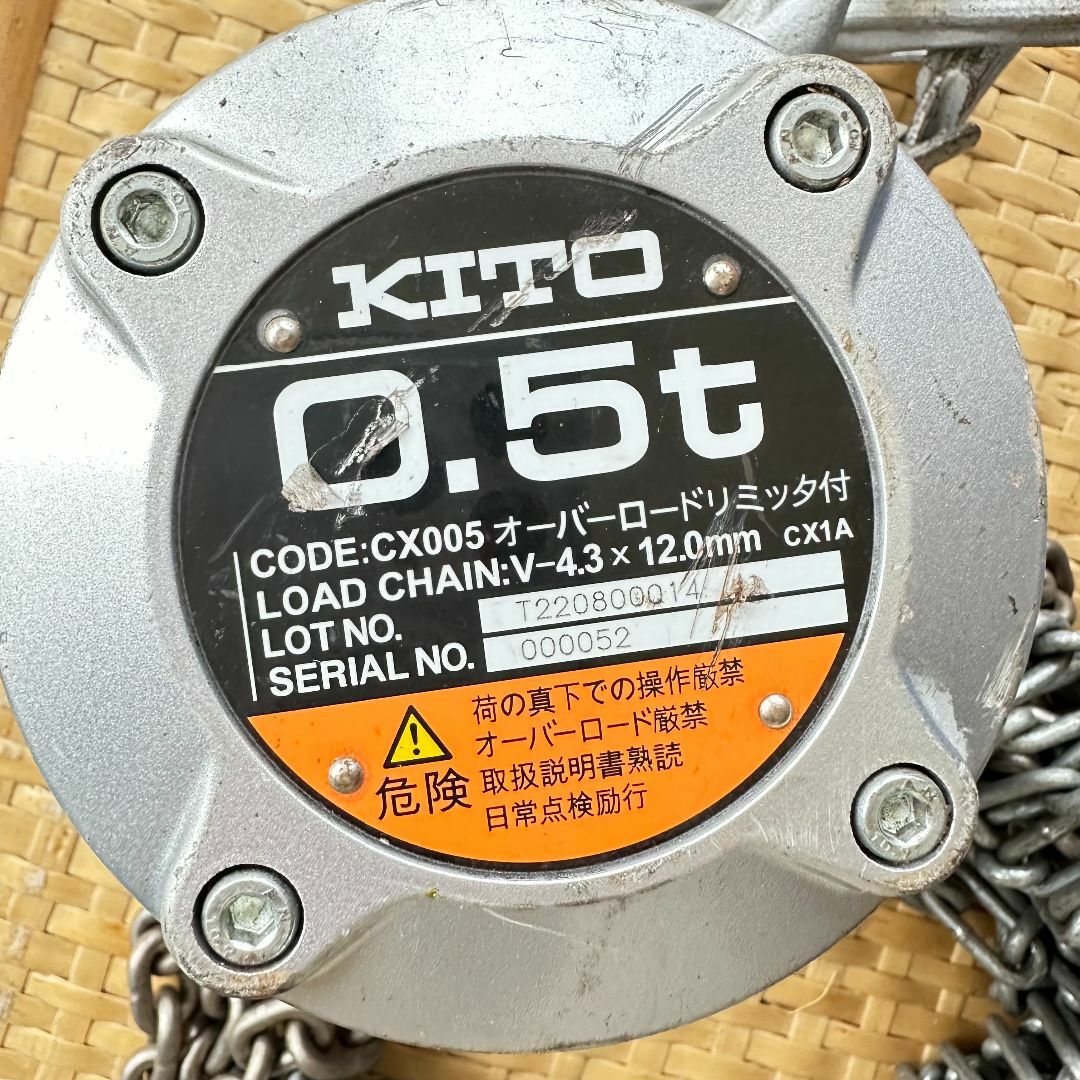 KITO
0.5t
CODE:CX005 オーバーロードリミッタ付
LOAD CHAIN:V-4.3×12.0mm CX1A
LOT NO. T220800014
SERIAL NO. 000052
荷の真下での操作厳禁
オーバーロード厳禁
危険 取扱説明書熟読
日常点検励行